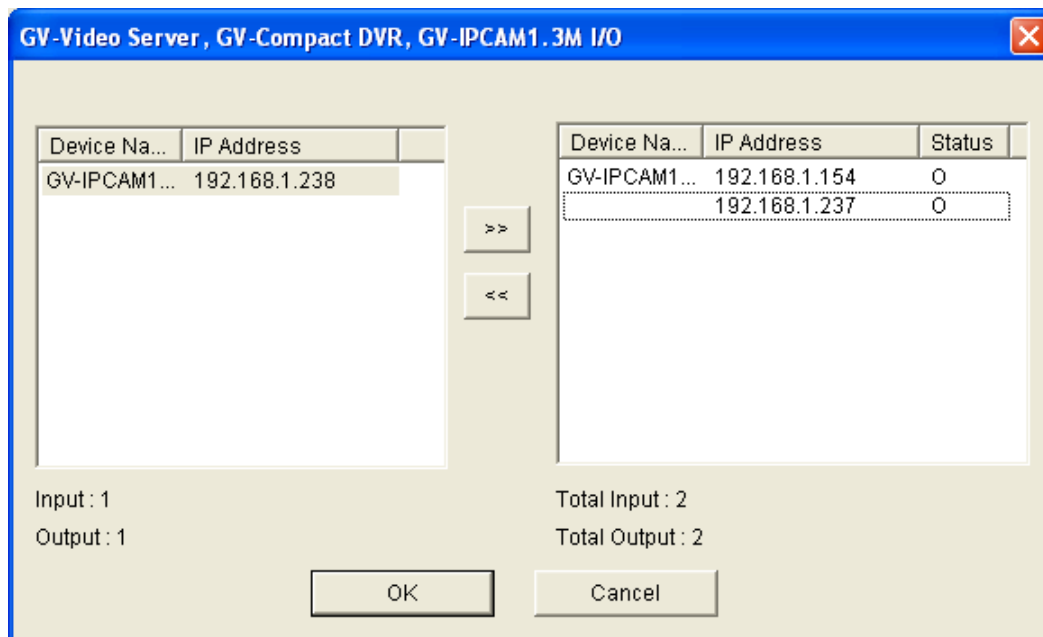 GV-Video Server, GV-Compact DVR, GV-IPCAM1.3M I/O
Device Na... IP Address
GV-IPCAM1... 192.168.1.238
>>
<<
Device Na... IP Address Status
GV-IPCAM1... 192.168.1.154 O
192.168.1.237 O
Input : 1
Output : 1
Total Input : 2
Total Output : 2
OK
Cancel